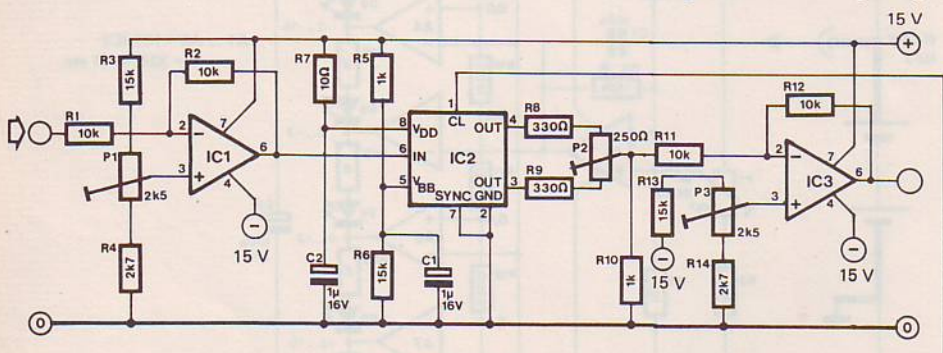 15 V
+
R3
15k
R2
10k
R7
10Ω
R5
1k
1
CL
R12
10k
R1
10k
2
−
7
IC1
6
3
+
4
P1
2k5
−
15 V
8
VDD
OUT
4
R8
330Ω
6
IN
IC2
5
VBB
OUT
3
R9
330Ω
SYNC
GND
7
2
P2
250Ω
R11
10k
2
−
7
IC3
6
3
+
4
R13
15k
−
15 V
P3
2k5
−
15 V
R4
2k7
C2
1µ
16V
R6
15k
C1
1µ
16V
R10
1k
R14
2k7
0
0